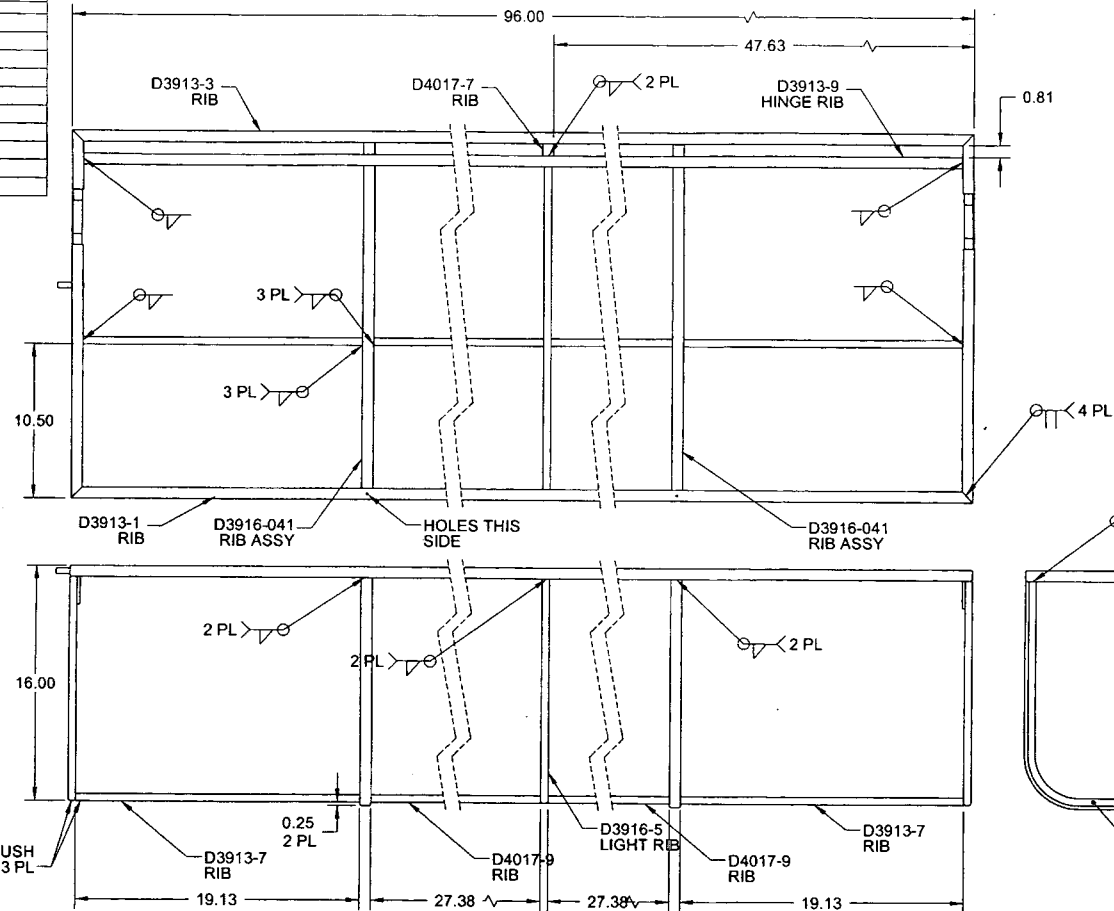 96.00
47.63
D3913-3
RIB
D4017-7
RIB
2 PL
D3913-9
HINGE RIB
0.81
3 PL
3 PL
10.50
4 PL
D3913-1
RIB
D3916-041
RIB ASSY
HOLES THIS
SIDE
D3916-041
RIB ASSY
2 PL
2 PL
2 PL
16.00
USH
3 PL
D3913-7
RIB
0.25
2 PL
D4017-9
RIB
D3916-5
LIGHT RIB
D4017-9
RIB
D3913-7
RIB
19.13
27.38
27.38
19.13